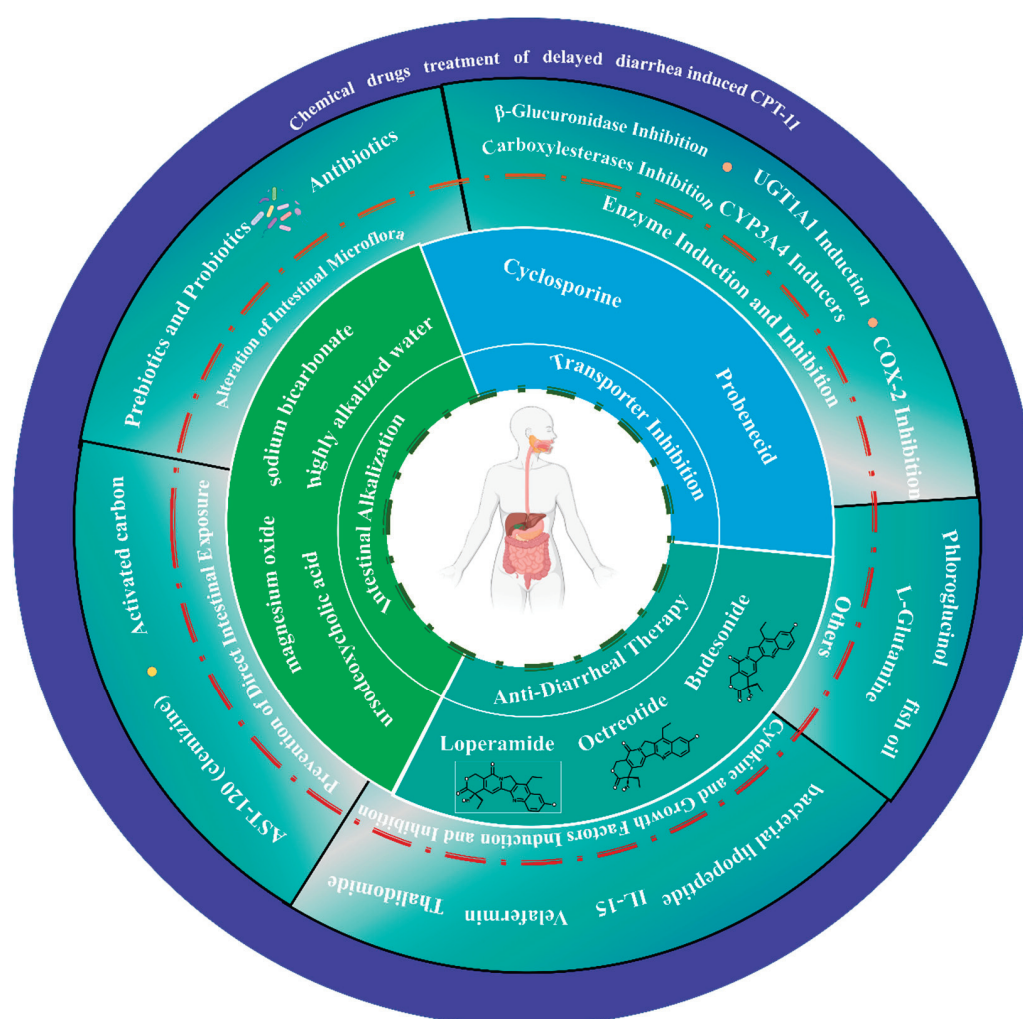 Chemical drugs treatment of delayed diarrhea induced CPT-11
Antibiotics
Prebiotics and Probiotics
Alteration of Intestinal Microflora
β-Glucuronidase Inhibition
UGT1A1 Induction
COX-2 Inhibition
Carboxylesterases Inhibition
CYP3A4 Inducers
Enzyme Induction and Inhibition
Phloroglucinol
L-Glutamine
fish oil
Others
bacterial lipopeptide
IL-15
Velafermin
Thalidomide
Cytokine and Growth Factors Induction and Inhibition
Activated carbon
AST-120 (clemizine)
Prevention of Direct Intestinal Exposure
Cyclosporine
Probenecid
Transporter Inhibition
sodium bicarbonate
highly alkalized water
magnesium oxide
ursodeoxycholic acid
Intestinal Alkalization
Anti-Diarrheal Therapy
Loperamide
Octreotide
Budesonide